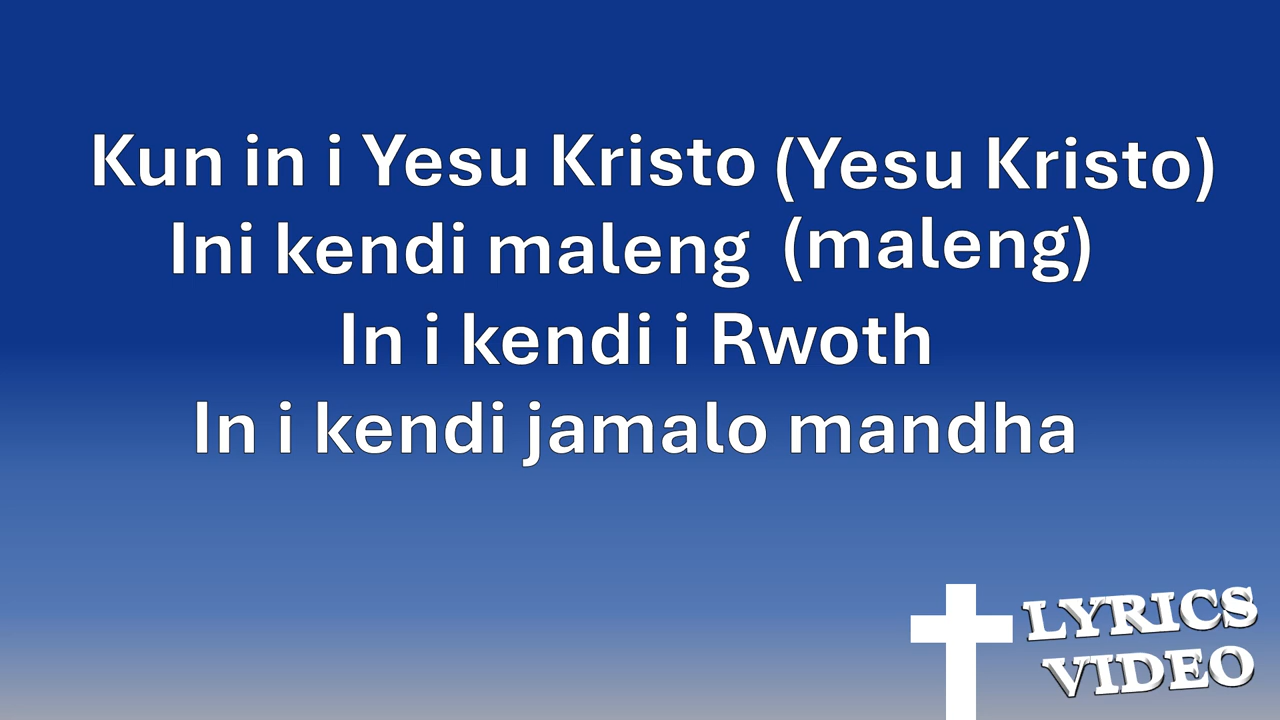 Kun in i Yesu Kristo (Yesu Kristo)
Ini kendi maleng (maleng)
In i kendi i Rwoth
In i kendi jamalo mandha
LYRICS
VIDEO